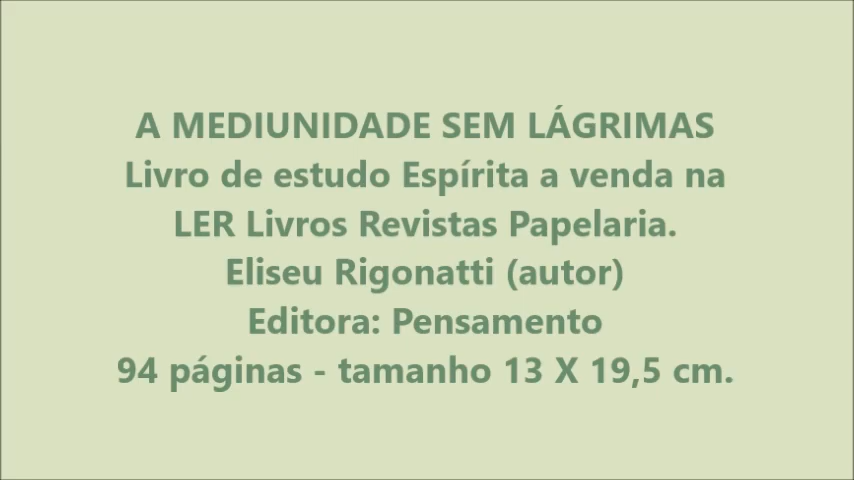 A MEDIUNIDADE SEM LÁGRIMAS
Livro de estudo Espírita a venda na
LER Livros Revistas Papelaria.
Eliseu Rigonatti (autor)
Editora: Pensamento
94 páginas - tamanho 13 X 19,5 cm.